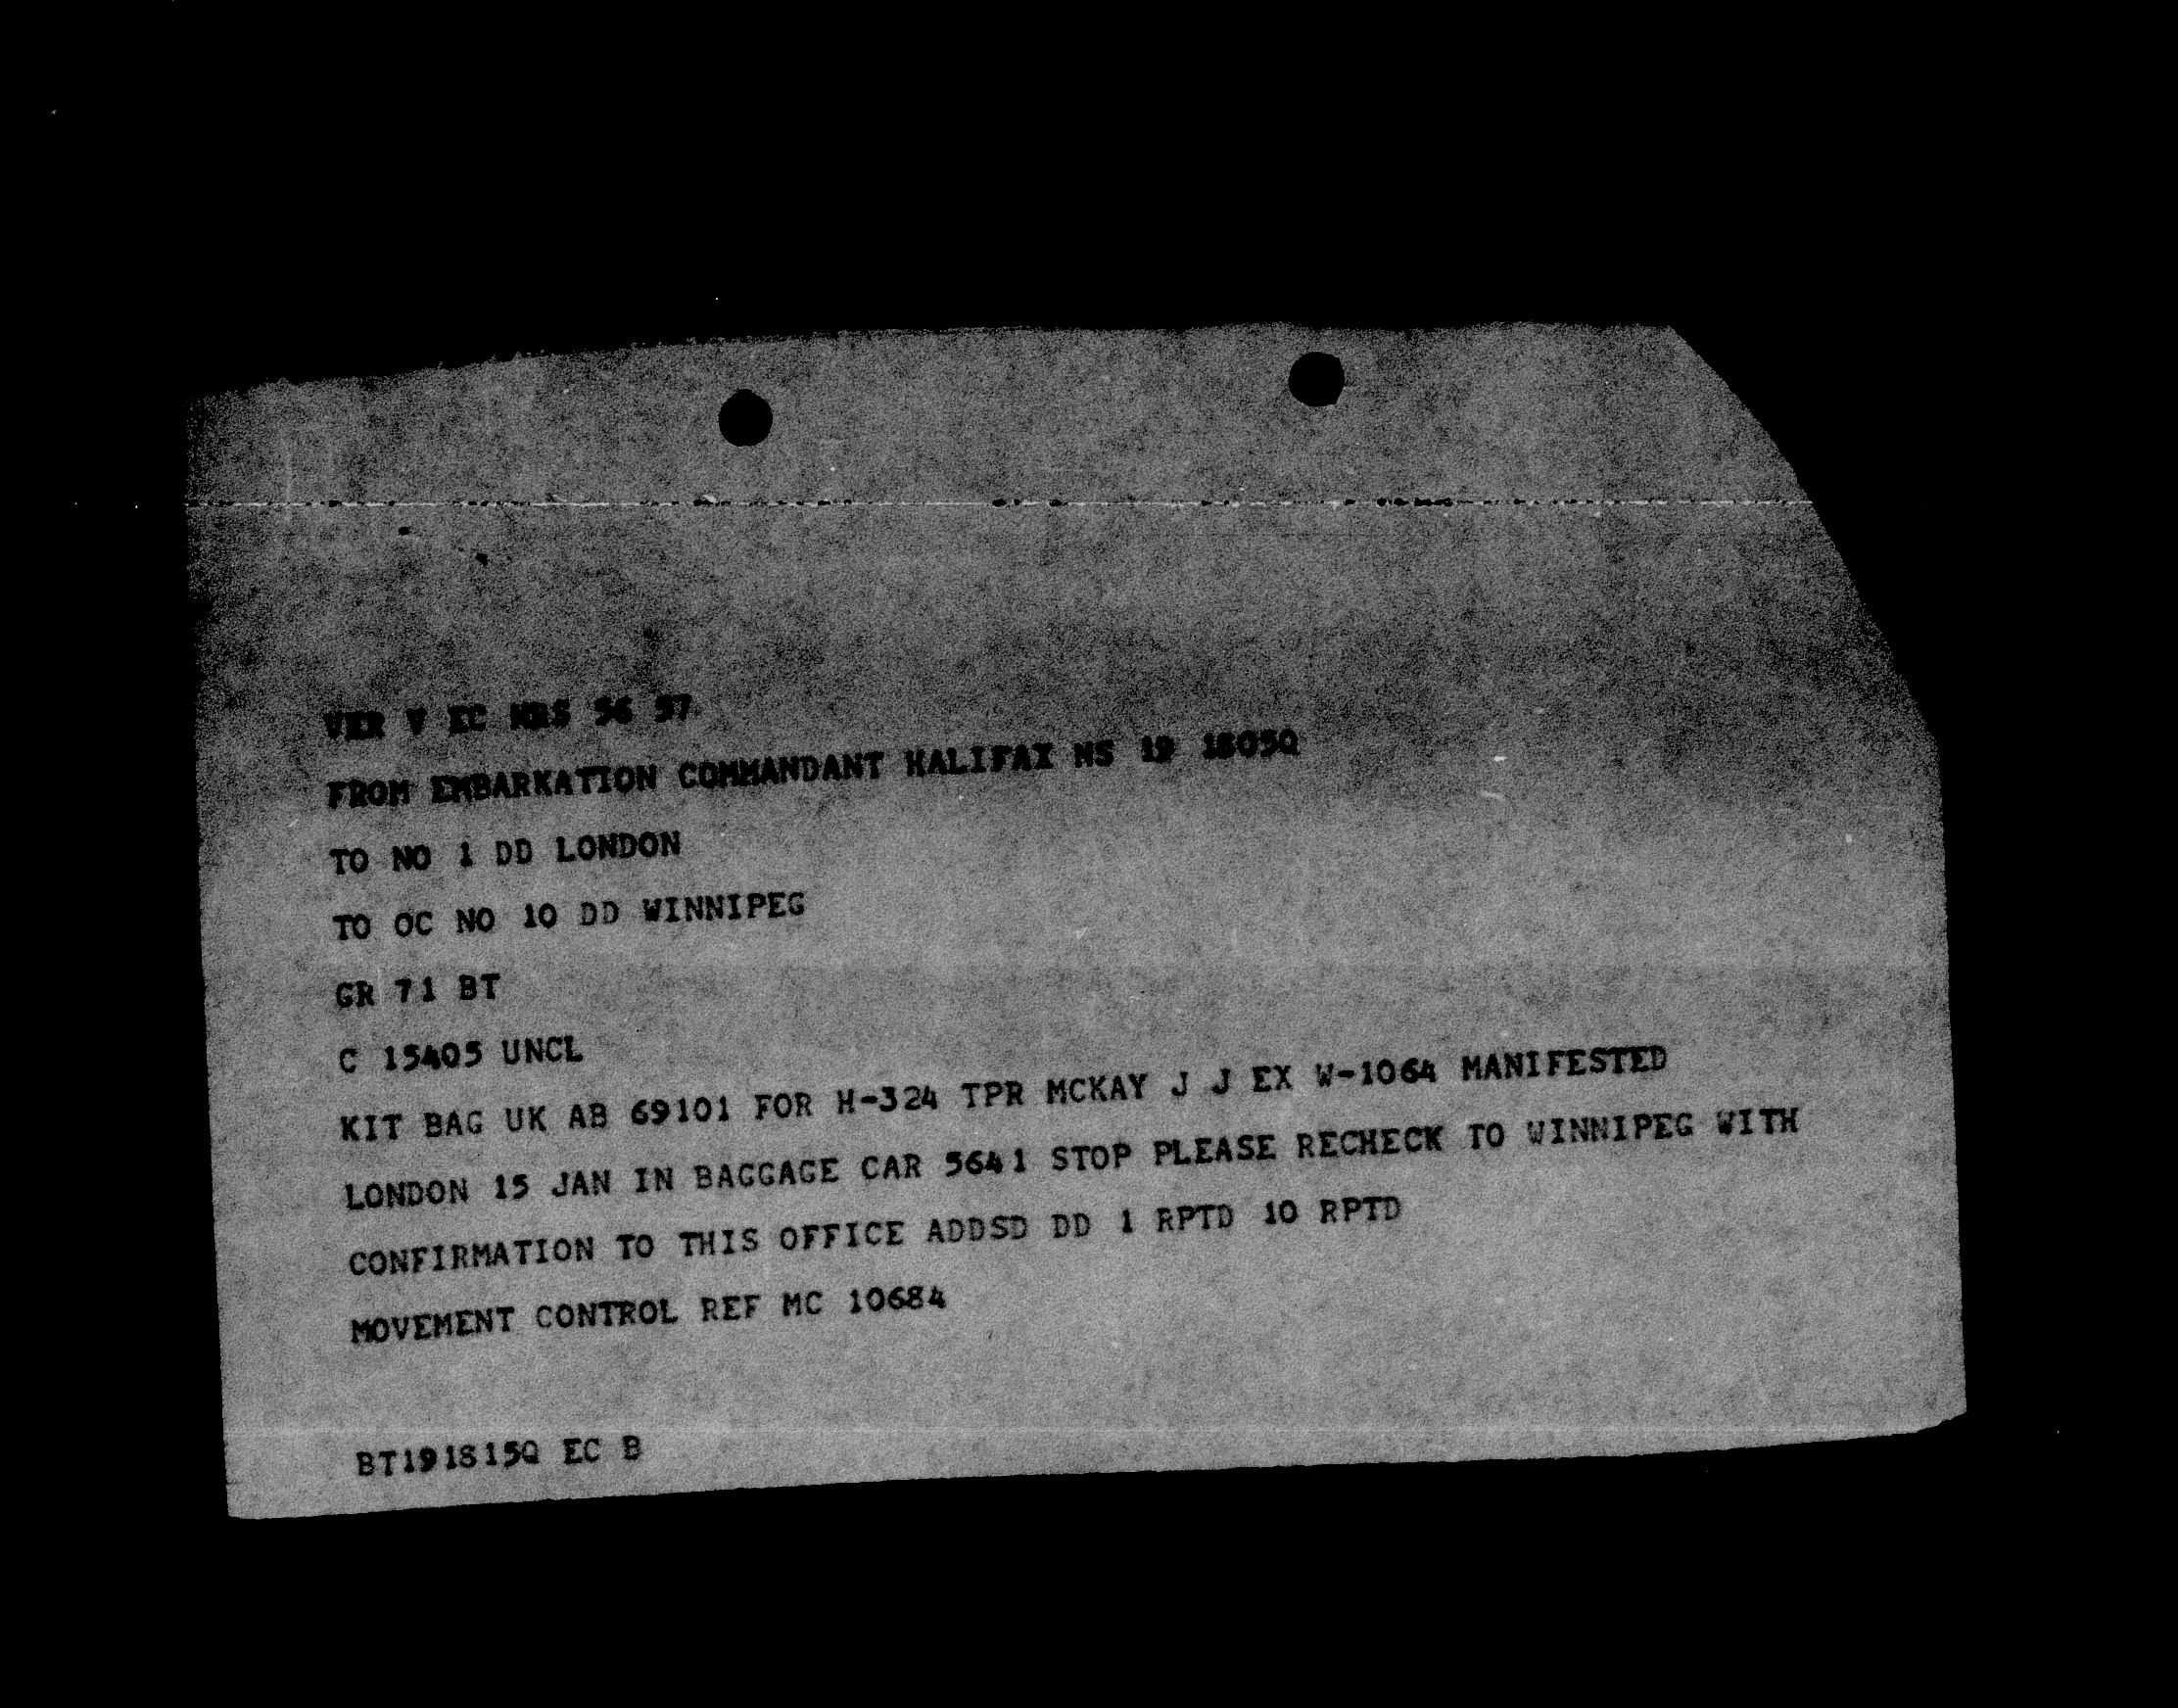 VER V EC NRS 56 57
FROM EMBARKATION COMMANDANT HALIFAX NS 19 1805Q
TO NO 1 DD LONDON
TO OC NO 10 DD WINNIPEG
GR 71 BT
C 15405 UNCL
KIT BAG UK AB 69101 FOR H-324 TPR MCKAY J J EX W-1064 MANIFESTED
LONDON 15 JAN IN BAGGAGE CAR 5641 STOP PLEASE RECHECK TO WINNIPEG WITH
CONFIRMATION TO THIS OFFICE ADDSD DD 1 RPTD 10 RPTD
MOVEMENT CONTROL REF MC 10684
BT191815Q EC B